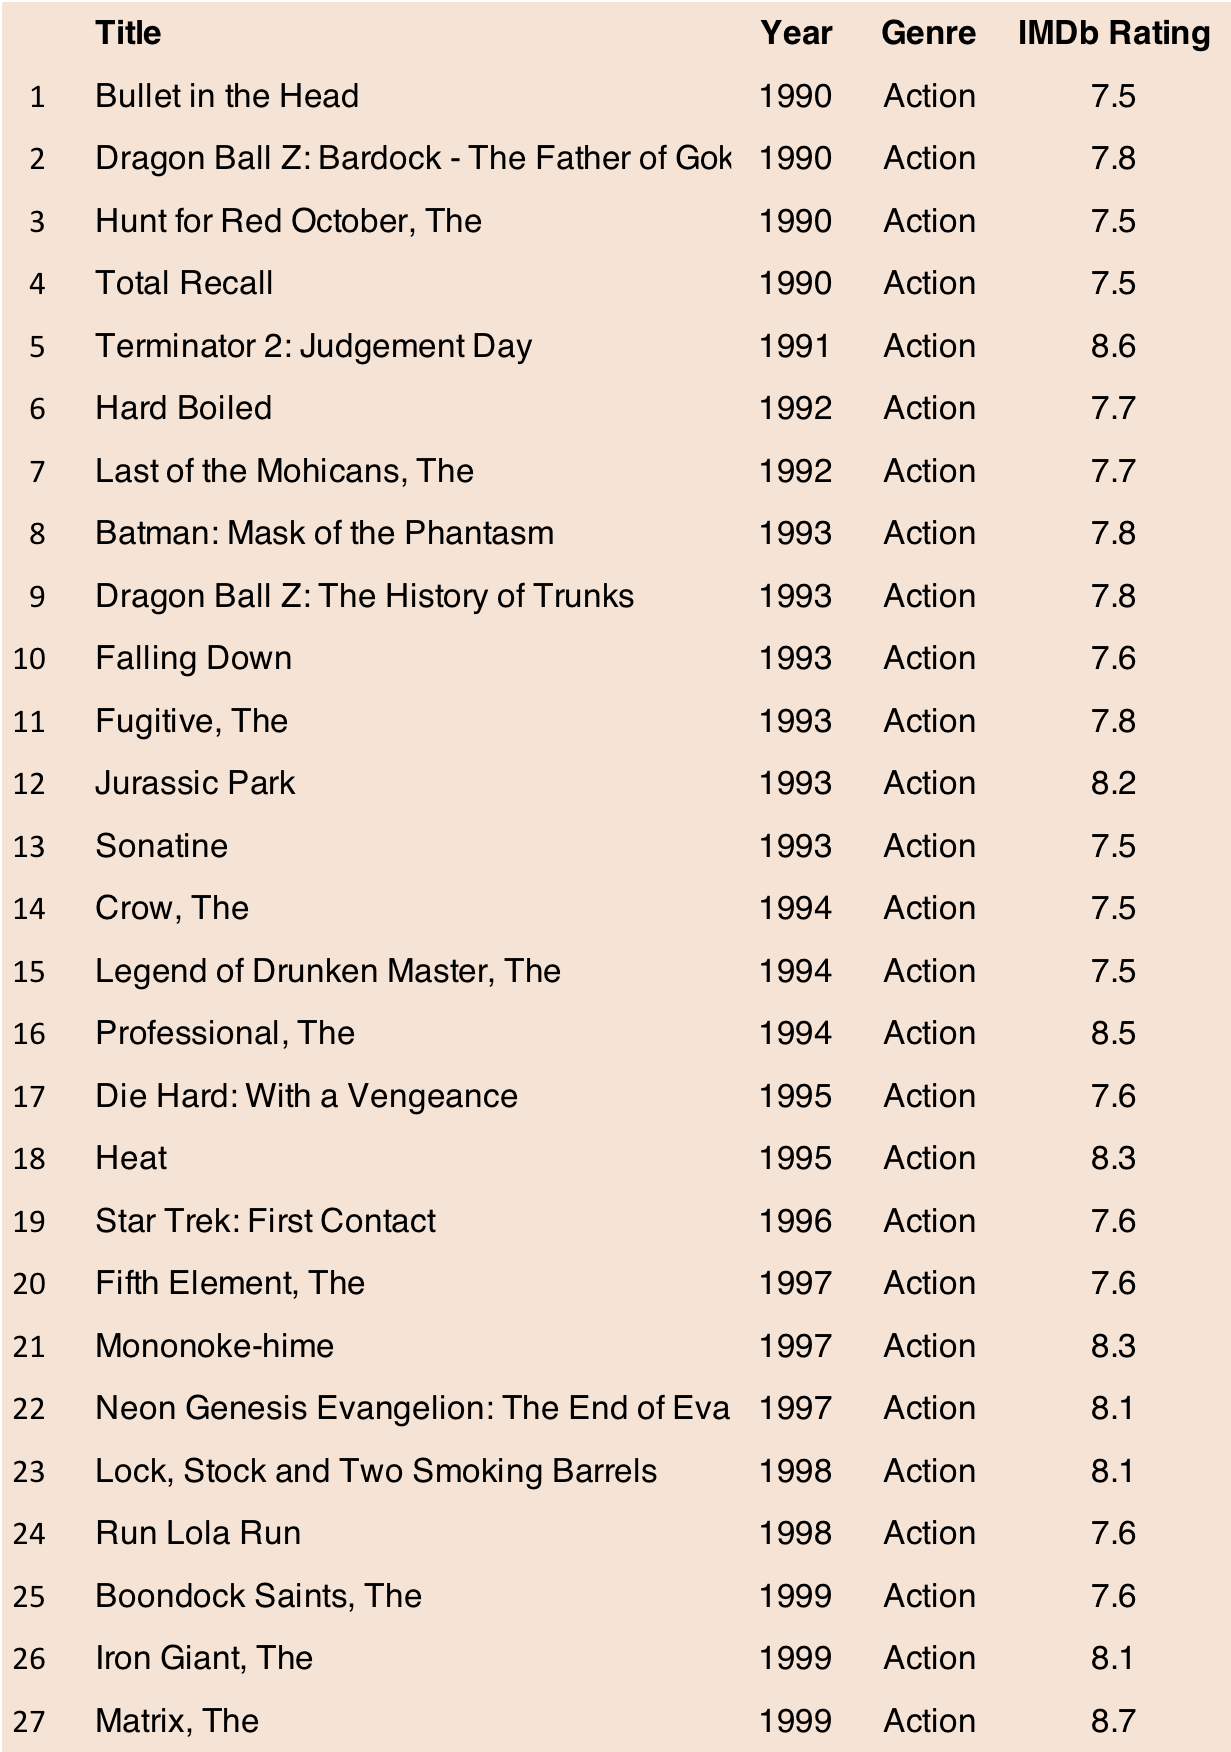 Title Year Genre IMDb Rating
1 Bullet in the Head 1990 Action 7.5
2 Dragon Ball Z: Bardock - The Father of Gok 1990 Action 7.8
3 Hunt for Red October, The 1990 Action 7.5
4 Total Recall 1990 Action 7.5
5 Terminator 2: Judgement Day 1991 Action 8.6
6 Hard Boiled 1992 Action 7.7
7 Last of the Mohicans, The 1992 Action 7.7
8 Batman: Mask of the Phantasm 1993 Action 7.8
9 Dragon Ball Z: The History of Trunks 1993 Action 7.8
10 Falling Down 1993 Action 7.6
11 Fugitive, The 1993 Action 7.8
12 Jurassic Park 1993 Action 8.2
13 Sonatine 1993 Action 7.5
14 Crow, The 1994 Action 7.5
15 Legend of Drunken Master, The 1994 Action 7.5
16 Professional, The 1994 Action 8.5
17 Die Hard: With a Vengeance 1995 Action 7.6
18 Heat 1995 Action 8.3
19 Star Trek: First Contact 1996 Action 7.6
20 Fifth Element, The 1997 Action 7.6
21 Mononoke-hime 1997 Action 8.3
22 Neon Genesis Evangelion: The End of Eva 1997 Action 8.1
23 Lock, Stock and Two Smoking Barrels 1998 Action 8.1
24 Run Lola Run 1998 Action 7.6
25 Boondock Saints, The 1999 Action 7.6
26 Iron Giant, The 1999 Action 8.1
27 Matrix, The 1999 Action 8.7